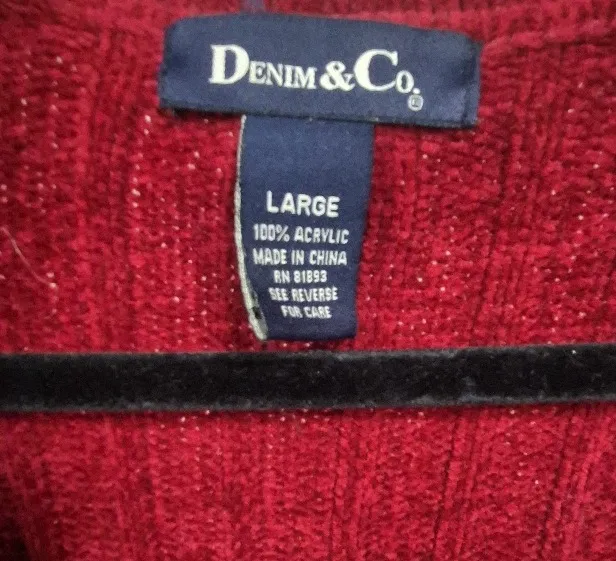 DENIM & CO.®
LARGE
100% ACRYLIC
MADE IN CHINA
RN 81893
SEE REVERSE
FOR CARE